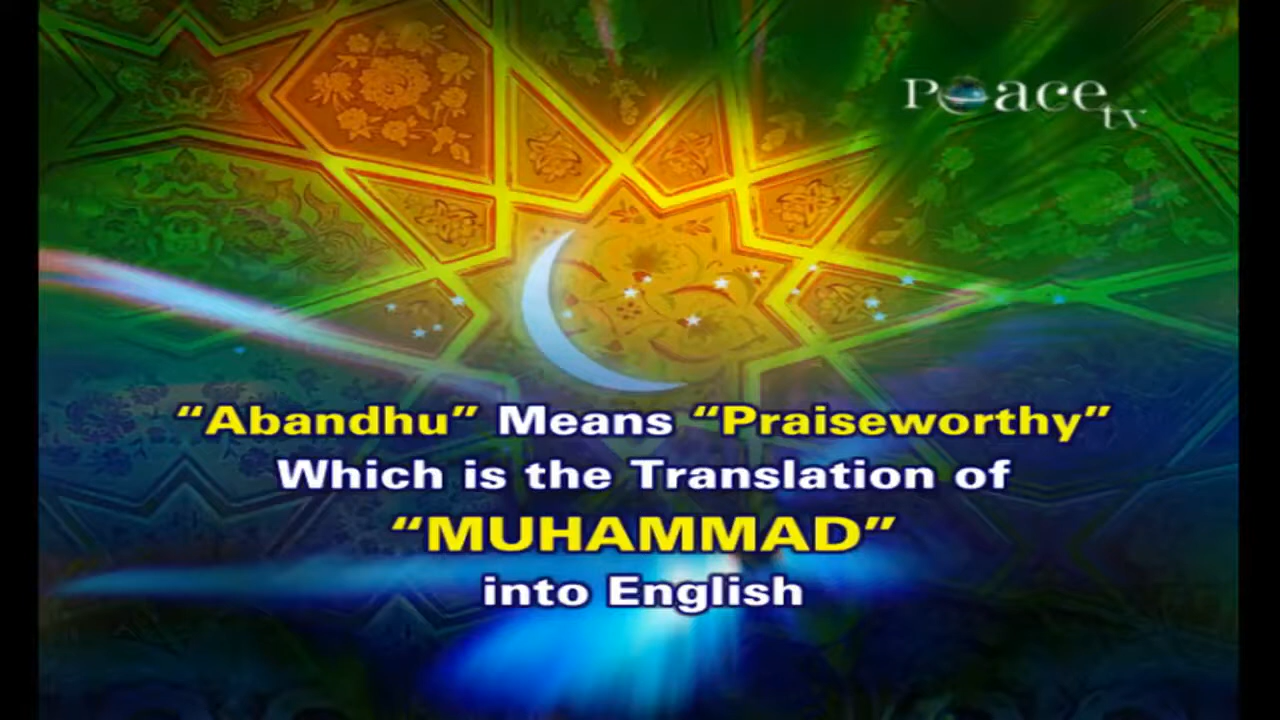 Peace
tv
“Abandhu” Means “Praiseworthy”
Which is the Translation of
“MUHAMMAD”
into English